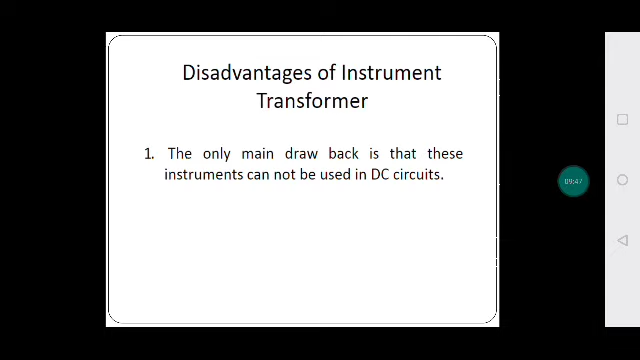 Disadvantages of Instrument
Transformer
1. The only main draw back is that these
instruments can not be used in DC circuits.
09:47